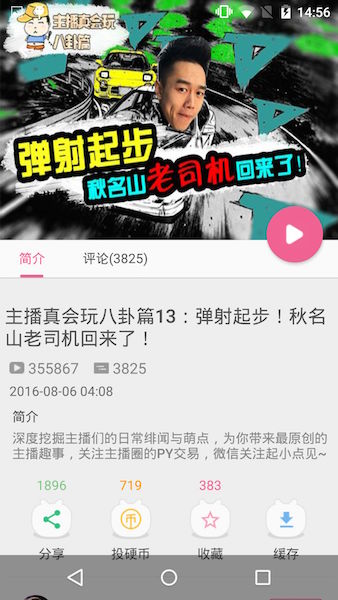 14:56
主播真会玩
八卦篇
弹射起步
秋名山老司机回来了!
简介
评论(3825)
主播真会玩八卦篇13：弹射起步！秋名
山老司机回来了！
355867
3825
2016-08-06 04:08
简介
深度挖掘主播们的日常绯闻与萌点，为你带来最原创的
主播趣事，关注主播圈的PY交易，微信关注起小点见~
1896
719
383
分享
投硬币
收藏
缓存